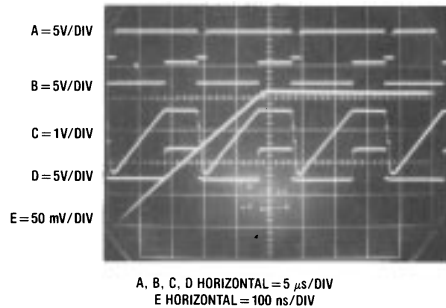 A=5V/DIV
B=5V/DIV
C=1V/DIV
D=5V/DIV
E=50 mV/DIV
A, B, C, D HORIZONTAL=5 μs/DIV
E HORIZONTAL=100 ns/DIV